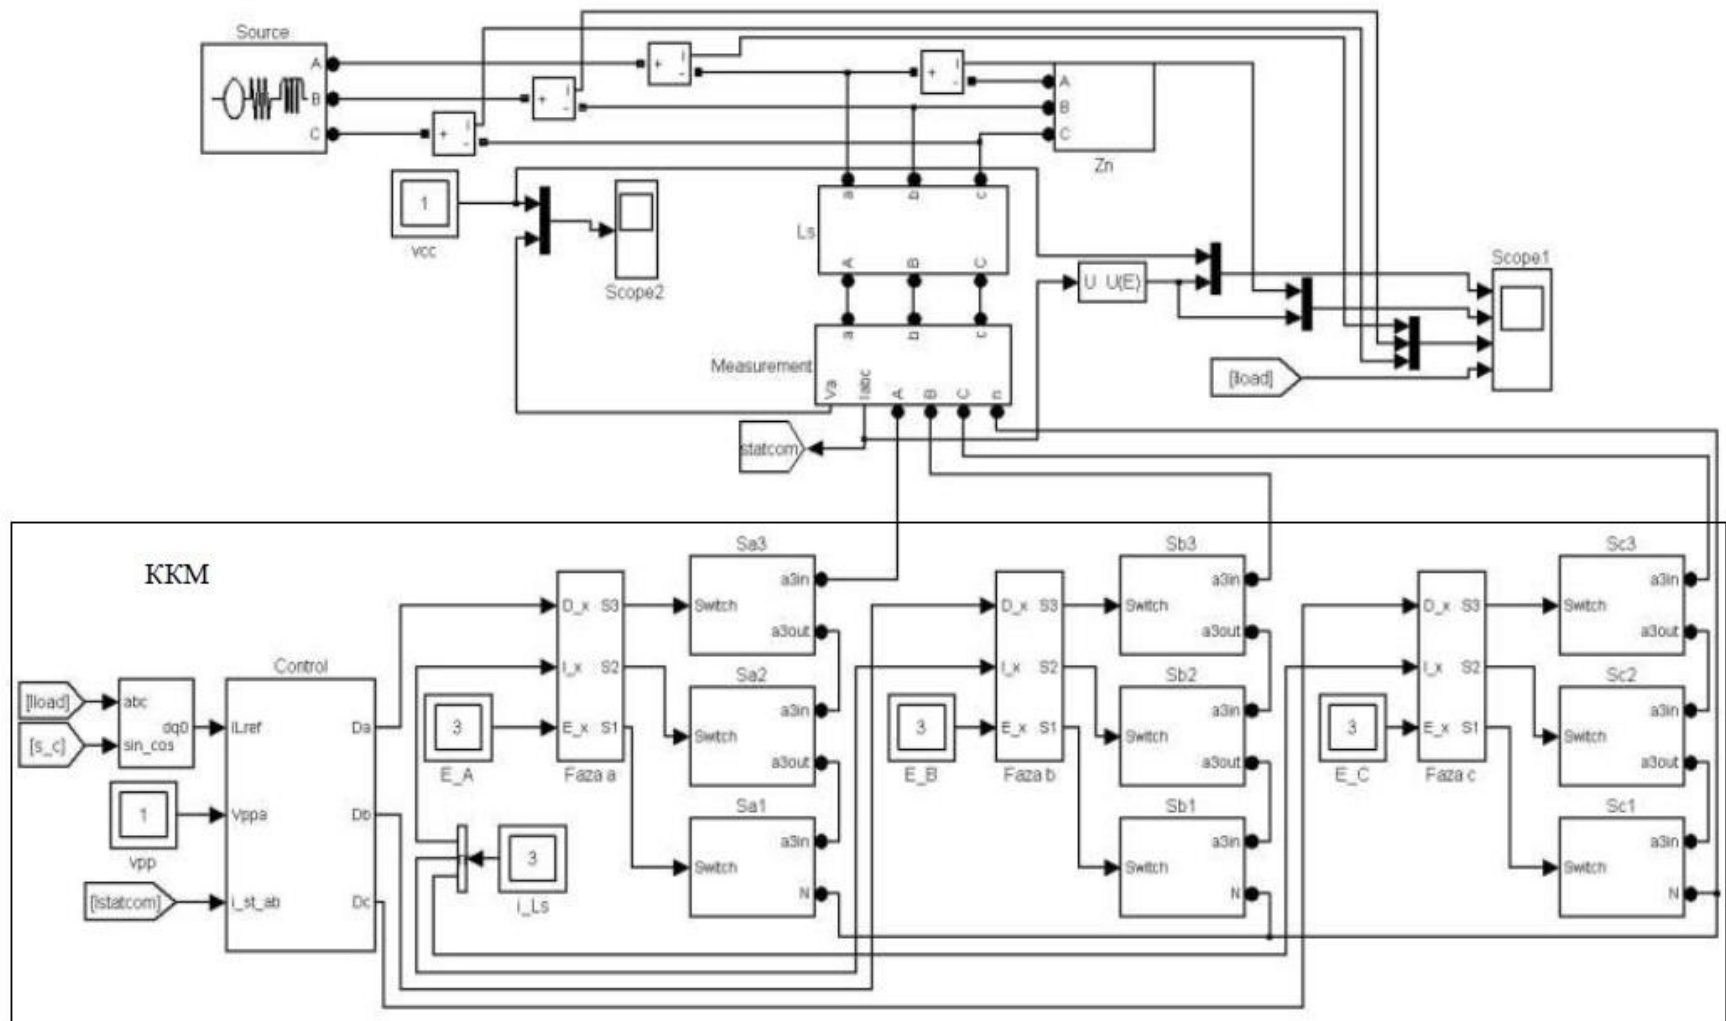 Source
A
B
C
+ i -
+ i -
+ i -
+ i -
A
B
C
Zn
1
vcc
Scope2
a b c
Ls
A B C
a b c
Measurement
Va Iabc A B C n
U U(E)
Scope1
[Iload]
statcom
ККМ
Control
[Iload]
[s_c]
abc
dq0
sin_cos
iLref
Vppa
i_st_ab
Da
Db
Dc
1
vpp
[Istatcom]
3
E_A
3
i_Ls
D_x S3
I_x S2
E_x S1
Faza a
Sa3
a3in
Switch
a3out
Sa2
a3in
Switch
a3out
Sa1
a3in
Switch
N
3
E_B
D_x S3
I_x S2
E_x S1
Faza b
Sb3
a3in
Switch
a3out
Sb2
a3in
Switch
a3out
Sb1
a3in
Switch
N
3
E_C
D_x S3
I_x S2
E_x S1
Faza c
Sc3
a3in
Switch
a3out
Sc2
a3in
Switch
a3out
Sc1
a3in
Switch
N